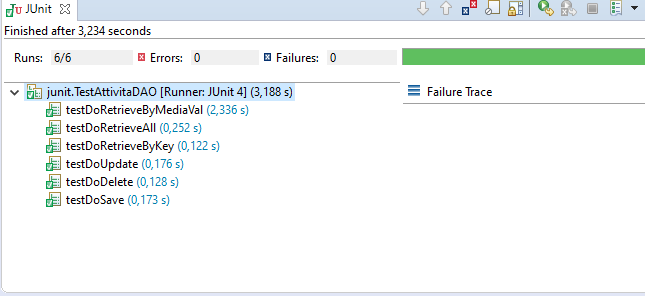 JUnit
Finished after 3,234 seconds
Runs: 6/6 Errors: 0 Failures: 0
junit.TestAttivitaDAO [Runner: JUnit 4] (3,188 s)
Failure Trace
testDoRetrieveByMediaVal (2,336 s)
testDoRetrieveAll (0,252 s)
testDoRetrieveByKey (0,122 s)
testDoUpdate (0,176 s)
testDoDelete (0,128 s)
testDoSave (0,173 s)